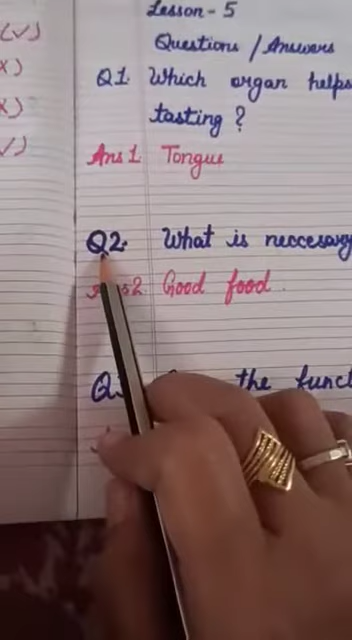 (√)
x)
x)
√)
Lesson - 5
Questions / Answers
Q1. Which organ helps
tasting ?
Ans 1. Tongue
Q2. What is neccesary
s2. Good food.
Q the funct